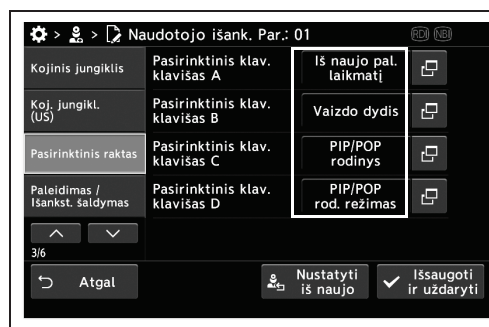 > > Naudotojo išank. Par.: 01 RDI NBI
Kojinis jungiklis
Koj. jungikl.
(US)
Pasirinktinis raktas
Paleidimas /
Išankst. šaldymas
3/6
Pasirinktinis klav.
klavišas A
Iš naujo pal.
laikmatį
Pasirinktinis klav.
klavišas B
Vaizdo dydis
Pasirinktinis klav.
klavišas C
PIP/POP
rodinys
Pasirinktinis klav.
klavišas D
PIP/POP
rod. režimas
Atgal
Nustatyti
iš naujo
Išsaugoti
ir uždaryti